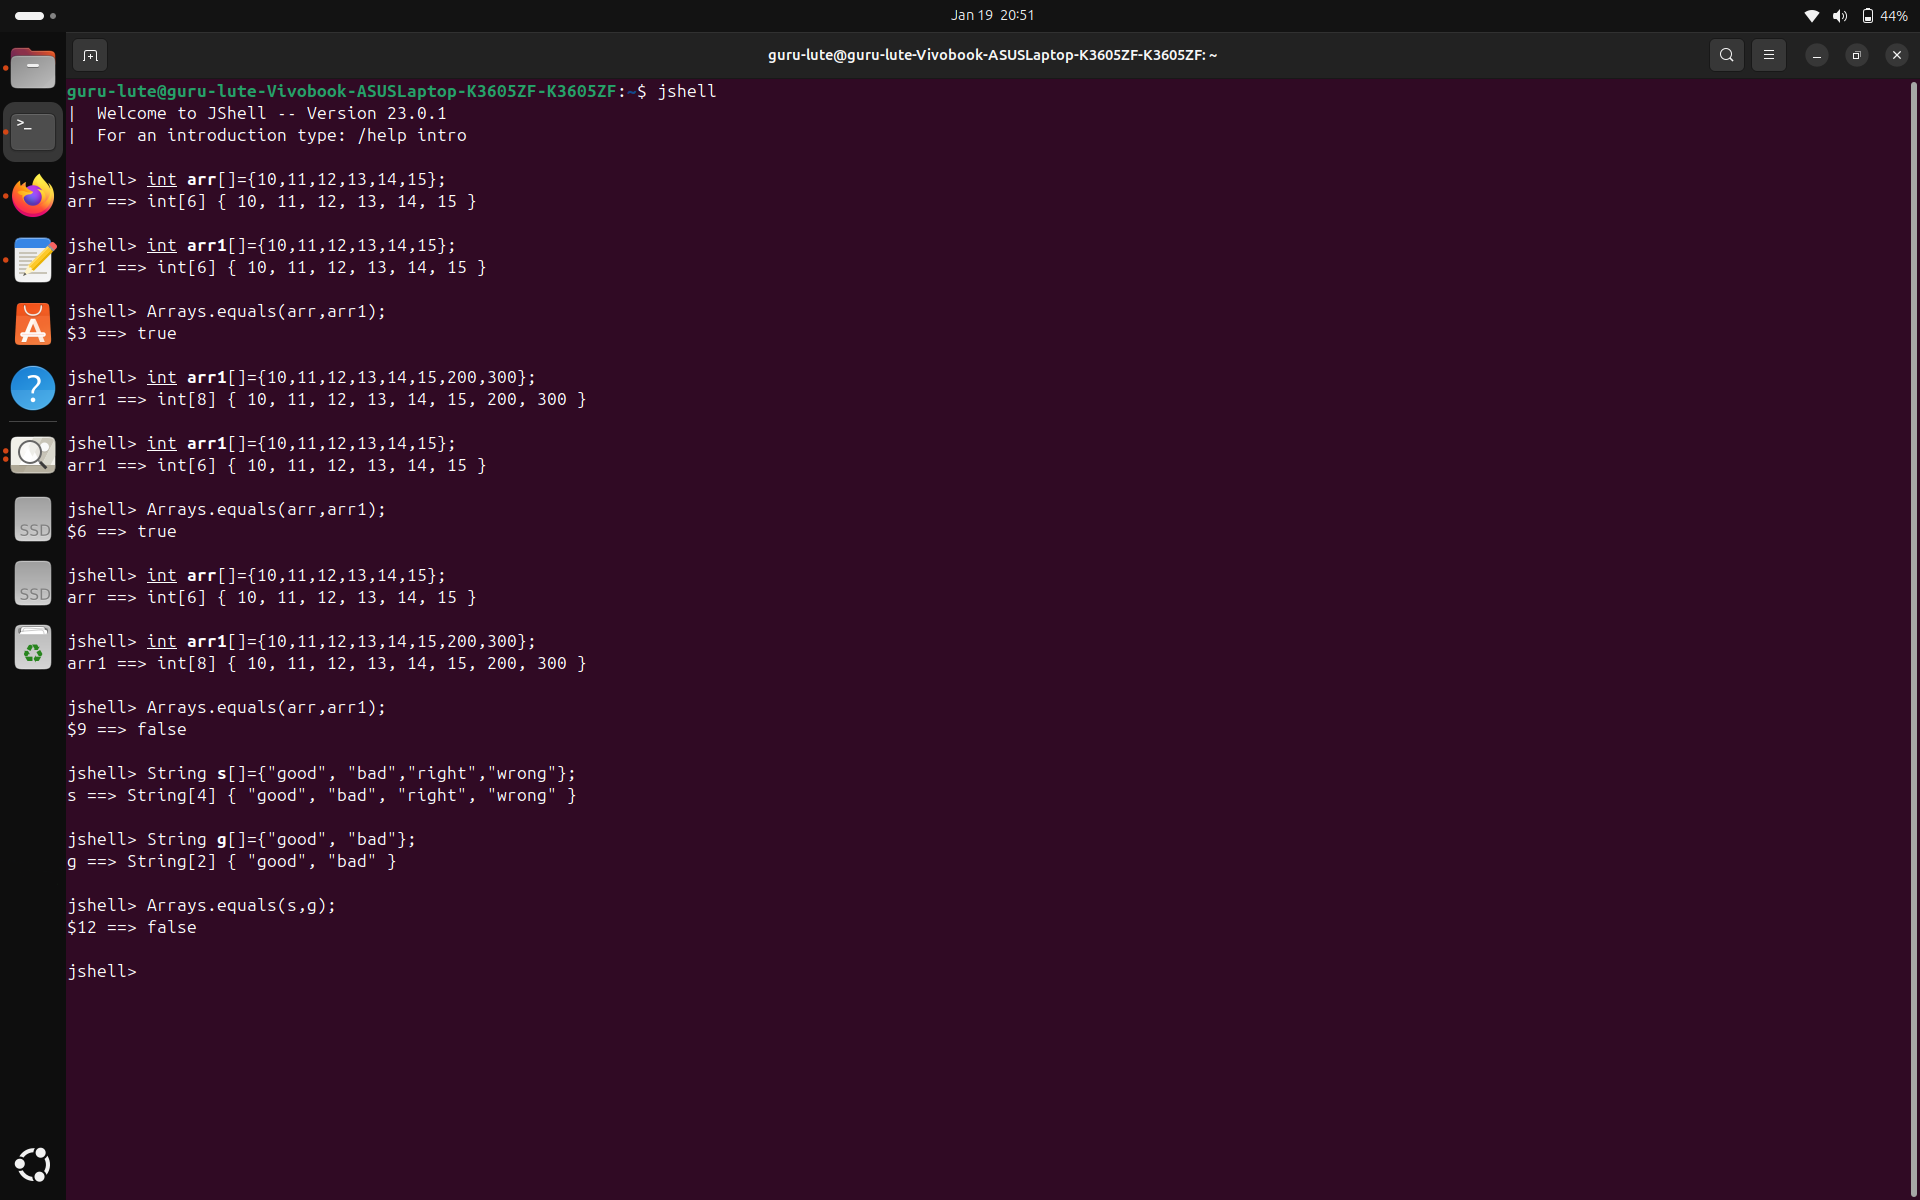 Jan 19 20:51
44%
guru-lute@guru-lute-Vivobook-ASUSLaptop-K3605ZF-K3605ZF: ~
guru-lute@guru-lute-Vivobook-ASUSLaptop-K3605ZF-K3605ZF:~$ jshell
|  Welcome to JShell -- Version 23.0.1
|  For an introduction type: /help intro
jshell> int arr[]={10,11,12,13,14,15};
arr ==> int[6] { 10, 11, 12, 13, 14, 15 }
jshell> int arr1[]={10,11,12,13,14,15};
arr1 ==> int[6] { 10, 11, 12, 13, 14, 15 }
jshell> Arrays.equals(arr,arr1);
$3 ==> true
jshell> int arr1[]={10,11,12,13,14,15,200,300};
arr1 ==> int[8] { 10, 11, 12, 13, 14, 15, 200, 300 }
jshell> int arr1[]={10,11,12,13,14,15};
arr1 ==> int[6] { 10, 11, 12, 13, 14, 15 }
jshell> Arrays.equals(arr,arr1);
$6 ==> true
jshell> int arr[]={10,11,12,13,14,15};
arr ==> int[6] { 10, 11, 12, 13, 14, 15 }
jshell> int arr1[]={10,11,12,13,14,15,200,300};
arr1 ==> int[8] { 10, 11, 12, 13, 14, 15, 200, 300 }
jshell> Arrays.equals(arr,arr1);
$9 ==> false
jshell> String s[]={"good", "bad","right","wrong"};
s ==> String[4] { "good", "bad", "right", "wrong" }
jshell> String g[]={"good", "bad"};
g ==> String[2] { "good", "bad" }
jshell> Arrays.equals(s,g);
$12 ==> false
jshell>
>_
?
SSD
SSD